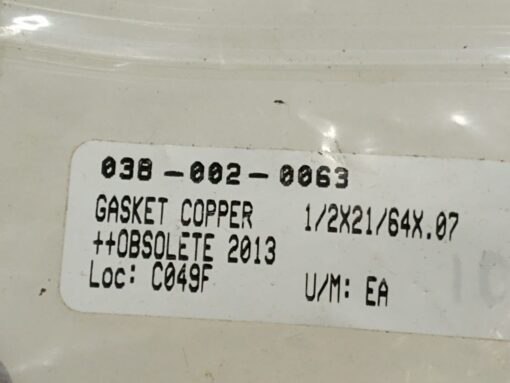 038-002-0063
GASKET COPPER 1/2X21/64X.07
++OBSOLETE 2013
Loc: C049F U/M: EA